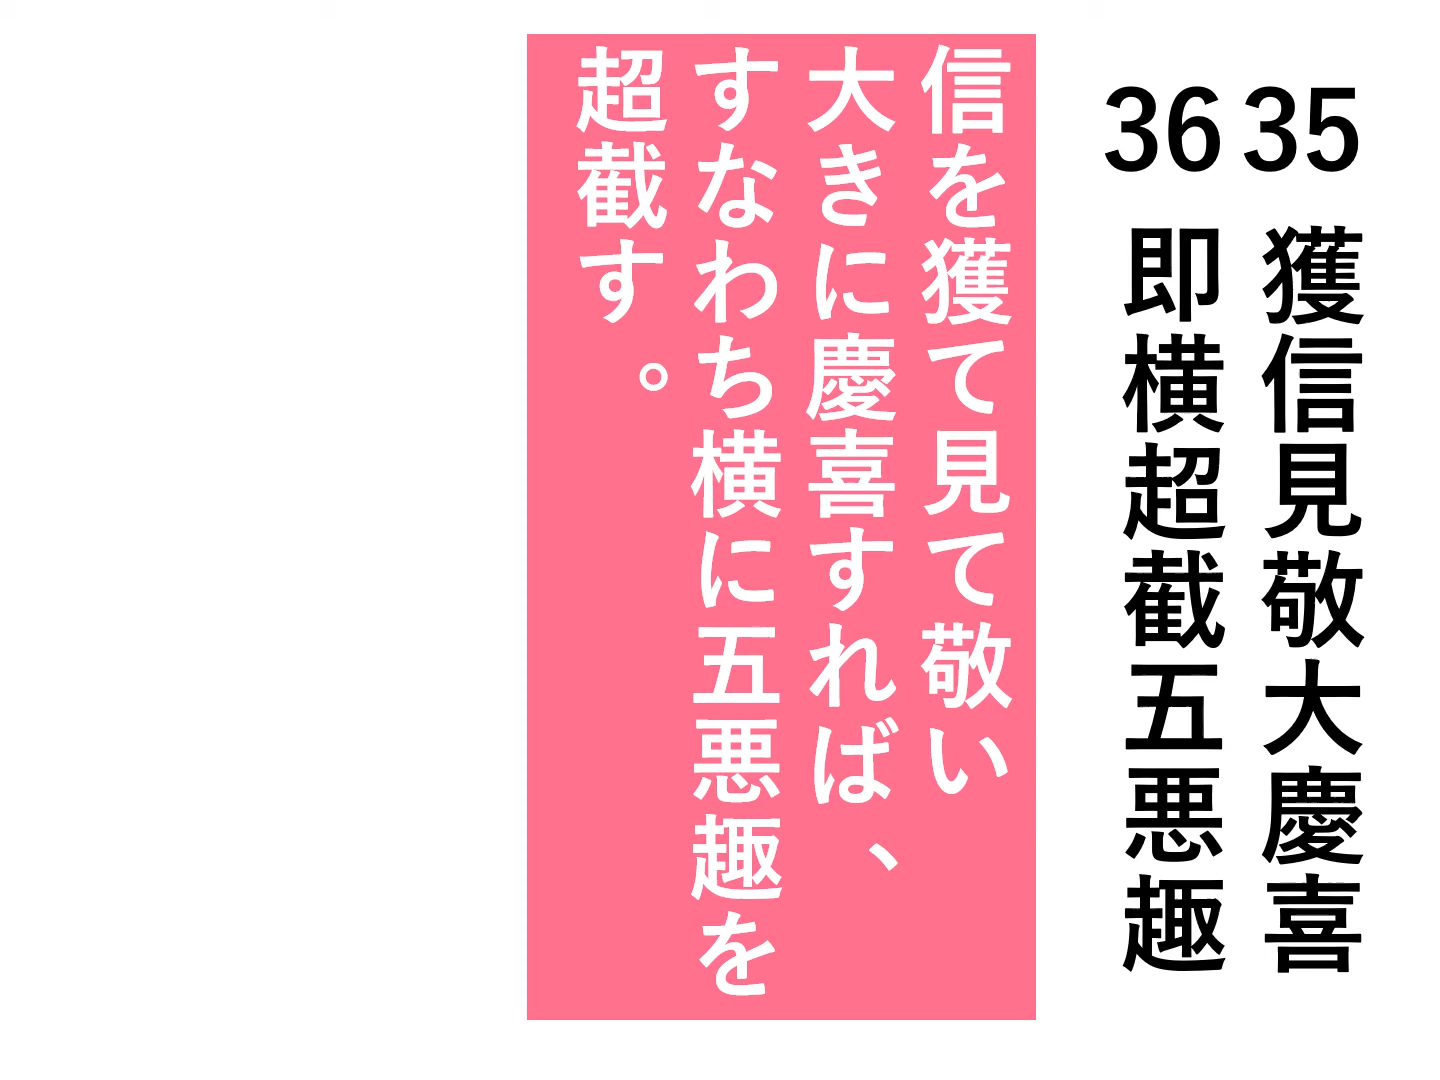 35 獲信見敬大慶喜
36 即横超截五悪趣
信を獲て見て敬い
大きに慶喜すれば、
すなわち横に五悪趣を
超截す。